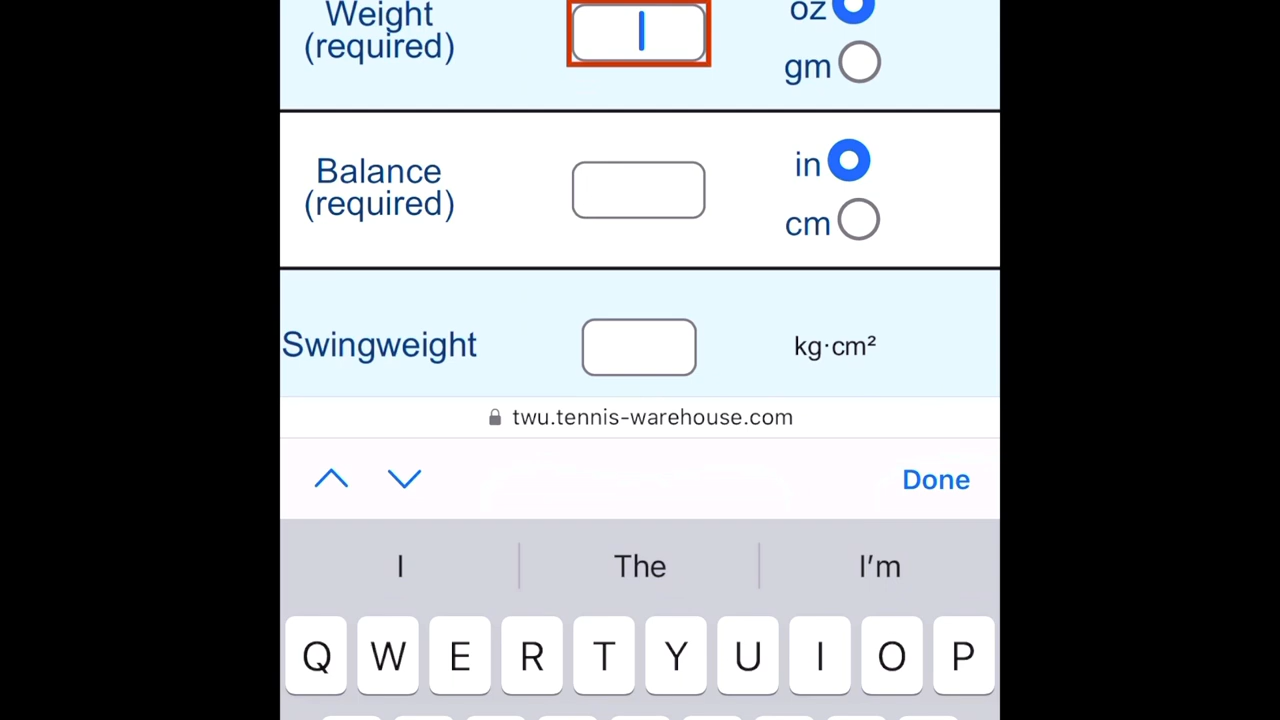 Weight
(required)
oz
gm
Balance
(required)
in
cm
Swingweight
kg·cm²
twu.tennis-warehouse.com
Done
I The I'm
Q W E R T Y U I O P